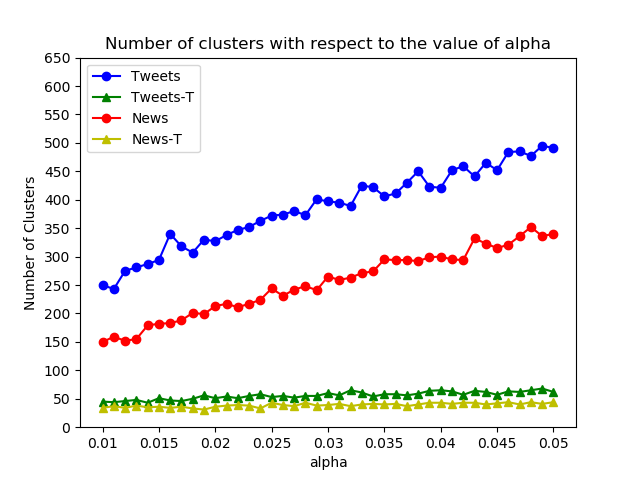 Number of clusters with respect to the value of alpha
650
600
550
500
450
400
350
300
250
200
150
100
50
0
Number of Clusters
Tweets
Tweets-T
News
News-T
0.01 0.015 0.02 0.025 0.03 0.035 0.04 0.045 0.05
alpha